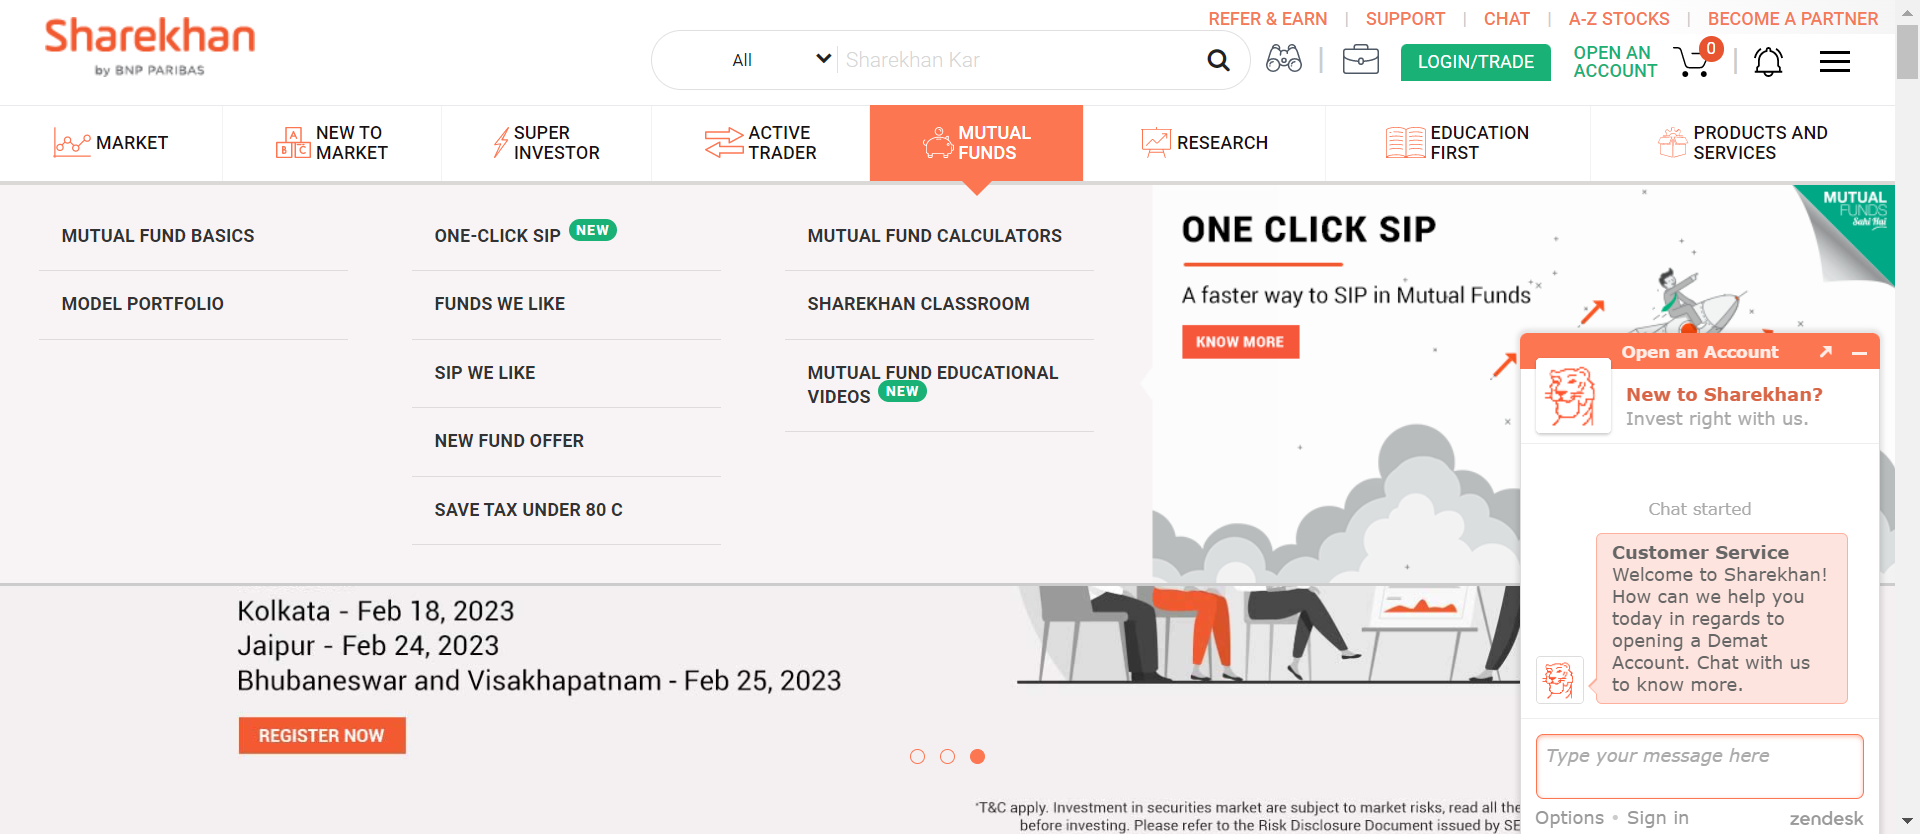 REFER & EARN | SUPPORT | CHAT | A-Z STOCKS | BECOME A PARTNER
Sharekhan
by BNP PARIBAS
All
Sharekhan Kar
LOGIN/TRADE
OPEN AN
ACCOUNT
0
MARKET
NEW TO
MARKET
A
B C
SUPER
INVESTOR
ACTIVE
TRADER
MUTUAL
FUNDS
RESEARCH
EDUCATION
FIRST
PRODUCTS AND
SERVICES
MUTUAL FUND BASICS
MODEL PORTFOLIO
ONE-CLICK SIP NEW
FUNDS WE LIKE
SIP WE LIKE
NEW FUND OFFER
SAVE TAX UNDER 80 C
MUTUAL FUND CALCULATORS
SHAREKHAN CLASSROOM
MUTUAL FUND EDUCATIONAL
VIDEOS NEW
ONE CLICK SIP
A faster way to SIP in Mutual Funds
KNOW MORE
MUTUAL
FUNDS
Sahi Hai
Kolkata - Feb 18, 2023
Jaipur - Feb 24, 2023
Bhubaneswar and Visakhapatnam - Feb 25, 2023
REGISTER NOW
*T&C apply. Investment in securities market are subject to market risks, read all the
before investing. Please refer to the Risk Disclosure Document issued by SE
Open an Account
New to Sharekhan?
Invest right with us.
Chat started
Customer Service
Welcome to Sharekhan!
How can we help you
today in regards to
opening a Demat
Account. Chat with us
to know more.
Type your message here
Options • Sign in
zendesk